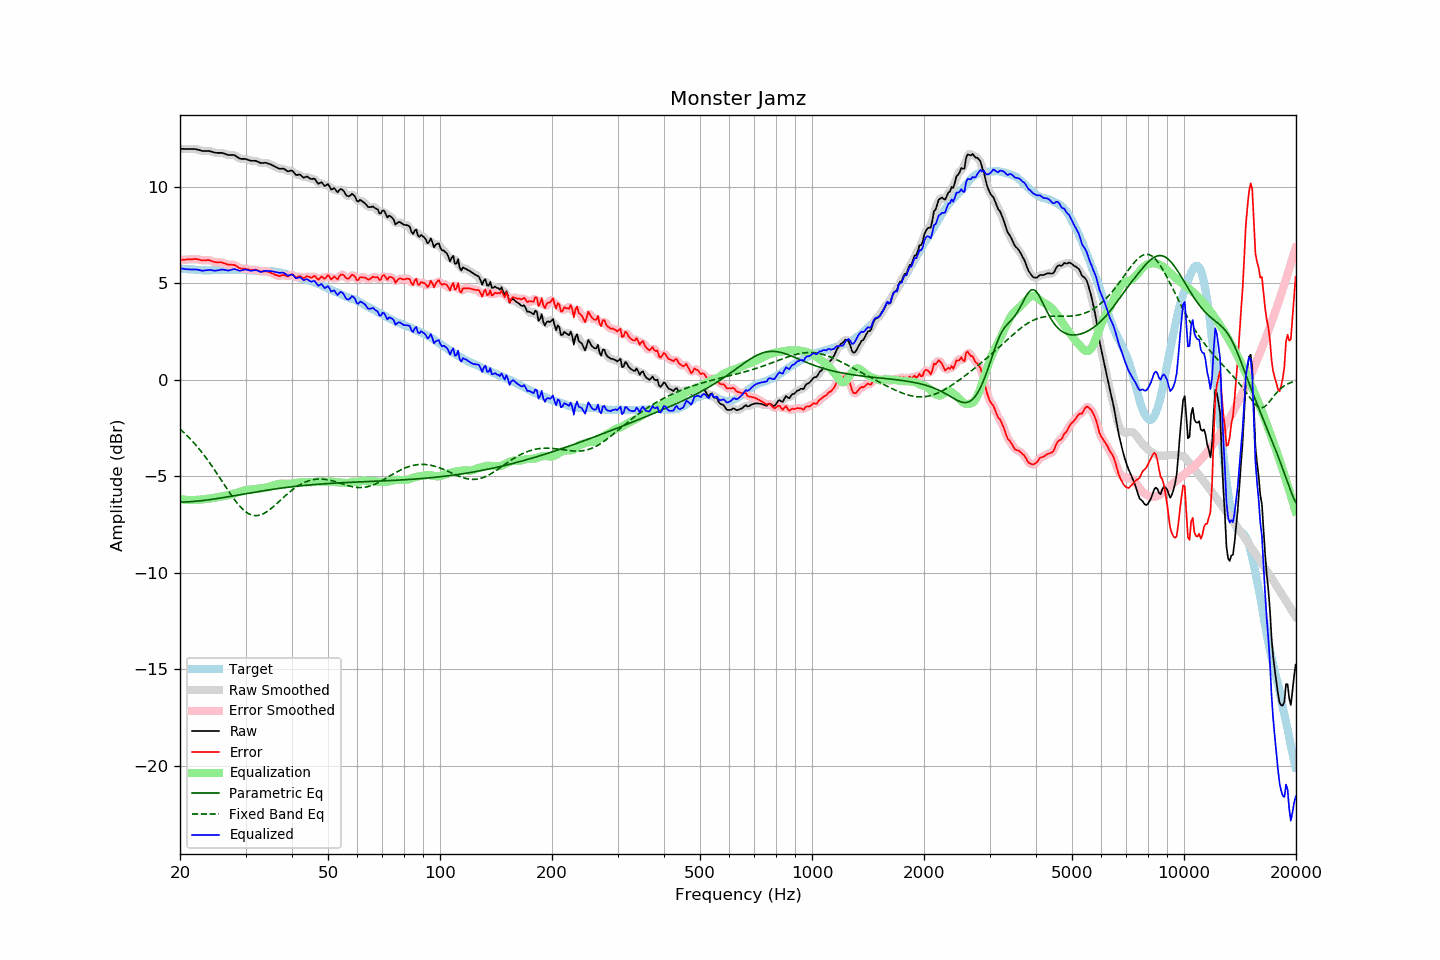 Monster Jamz
Amplitude (dBr)
10
5
0
−5
−10
−15
−20
Target
Raw Smoothed
Error Smoothed
Raw
Error
Equalization
Parametric Eq
Fixed Band Eq
Equalized
20 50 100 200 500 1000 2000 5000 10000 20000
Frequency (Hz)